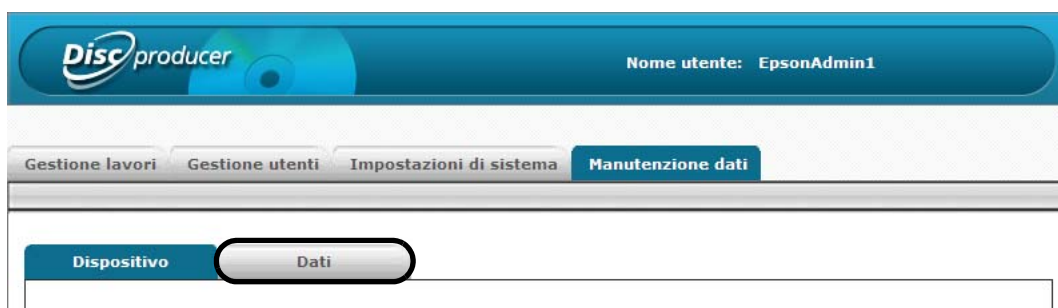 Disc producer
Nome utente: EpsonAdmin1
Gestione lavori Gestione utenti Impostazioni di sistema Manutenzione dati
Dispositivo Dati